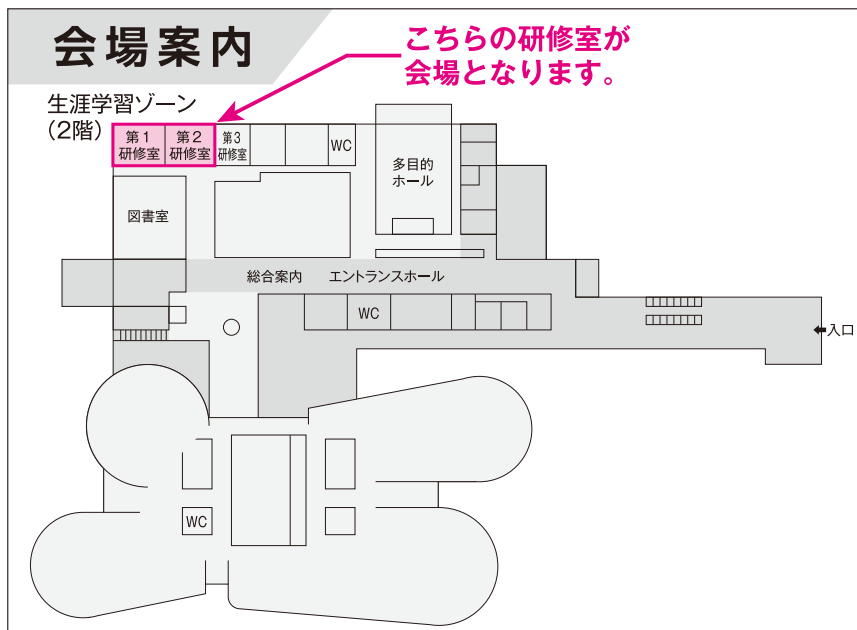 会場案内
こちらの研修室が
会場となります。
生涯学習ゾーン
(2階)
第1
研修室
第2
研修室
第3
研修室
WC
多目的
ホール
図書室
総合案内
エントランスホール
WC
入口
WC